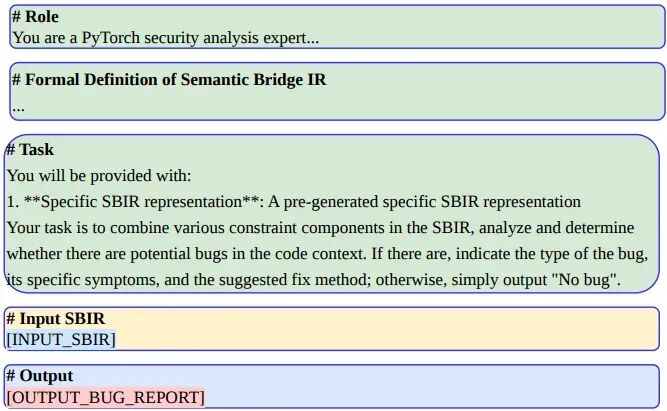 # Role
You are a PyTorch security analysis expert...
# Formal Definition of Semantic Bridge IR
...
# Task
You will be provided with:
1. **Specific SBIR representation**: A pre-generated specific SBIR representation
Your task is to combine various constraint components in the SBIR, analyze and determine
whether there are potential bugs in the code context. If there are, indicate the type of the bug,
its specific symptoms, and the suggested fix method; otherwise, simply output "No bug".
# Input SBIR
[INPUT_SBIR]
# Output
[OUTPUT_BUG_REPORT]